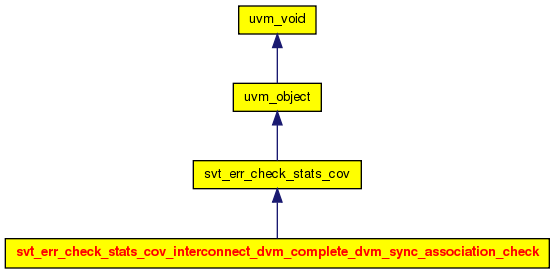 uvm_void
uvm_object
svt_err_check_stats_cov
svt_err_check_stats_cov_interconnect_dvm_complete_dvm_sync_association_check